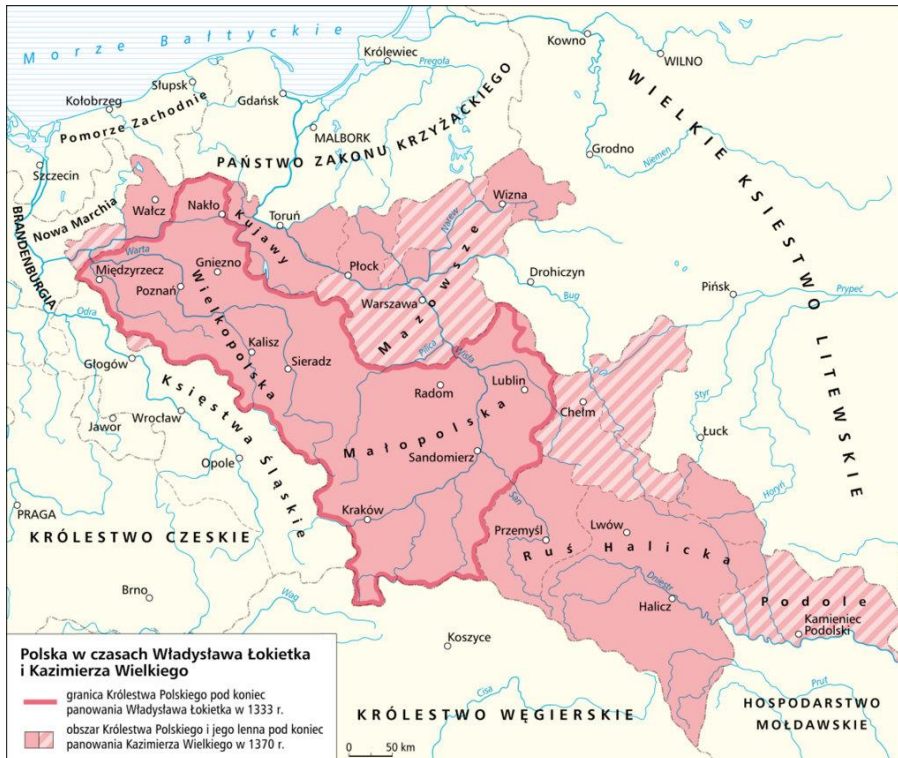 Morze Bałtyckie
Kowno
WILNO
Królewiec
Pregoła
Słupsk
Kołobrzeg
Gdańsk
Pomorze Zachodnie
MALBORK
PAŃSTWO ZAKONU KRZYŻACKIEGO
Grodno
Niemen
WIELKIE KSIESTWO LITEWSKIE
Szczecin
BRANDENBURGIA
Nowa Marchia
Wałcz
Nakło
Kujawy
Toruń
Wizna
Narew
Mazowsze
Warta
Międzyrzecz
Gniezno
Poznań
Wielkopolska
Płock
Warszawa
Drohiczyn
Bug
Pińsk
Prypeć
Odra
Głogów
Kalisz
Sieradz
Pilica
Wisła
Radom
Lublin
Chełm
Styr
Łuck
Horyń
Księstwa Śląskie
Jawor
Wrocław
Opole
Małopolska
Sandomierz
San
PRAGA
KRÓLESTWO CZESKIE
Kraków
Przemyśl
Lwów
Ruś Halicka
Dniestr
Halicz
Podole
Kamieniec
Podolski
Brno
Wag
Koszyce
Cisa
Prut
KRÓLESTWO WĘGIERSKIE
HOSPODARSTWO
MOŁDAWSKIE
Polska w czasach Władysława Łokietka
i Kazimierza Wielkiego
granica Królestwa Polskiego pod koniec
panowania Władysława Łokietka w 1333 r.
obszar Królestwa Polskiego i jego lenna pod koniec
panowania Kazimierza Wielkiego w 1370 r.
0 50 km